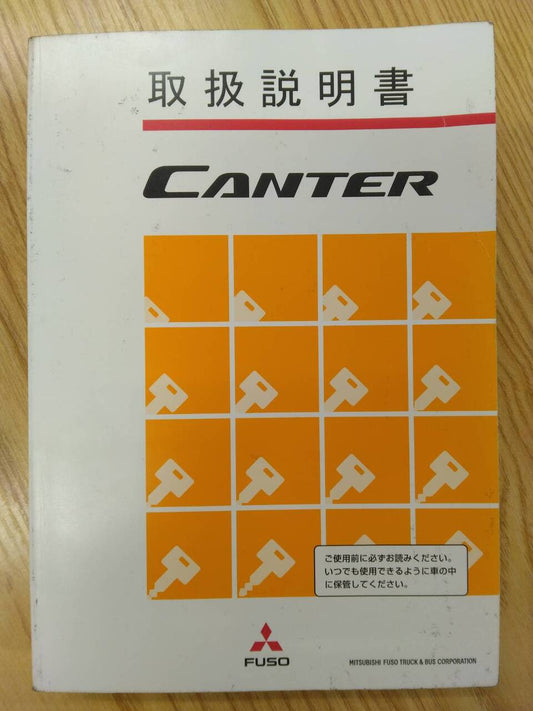 取扱説明書
CANTER
ご使用前に必ずお読みください。
いつでも使用できるように車の中
に保管してください。
FUSO
MITSUBISHI FUSO TRUCK & BUS CORPORATION